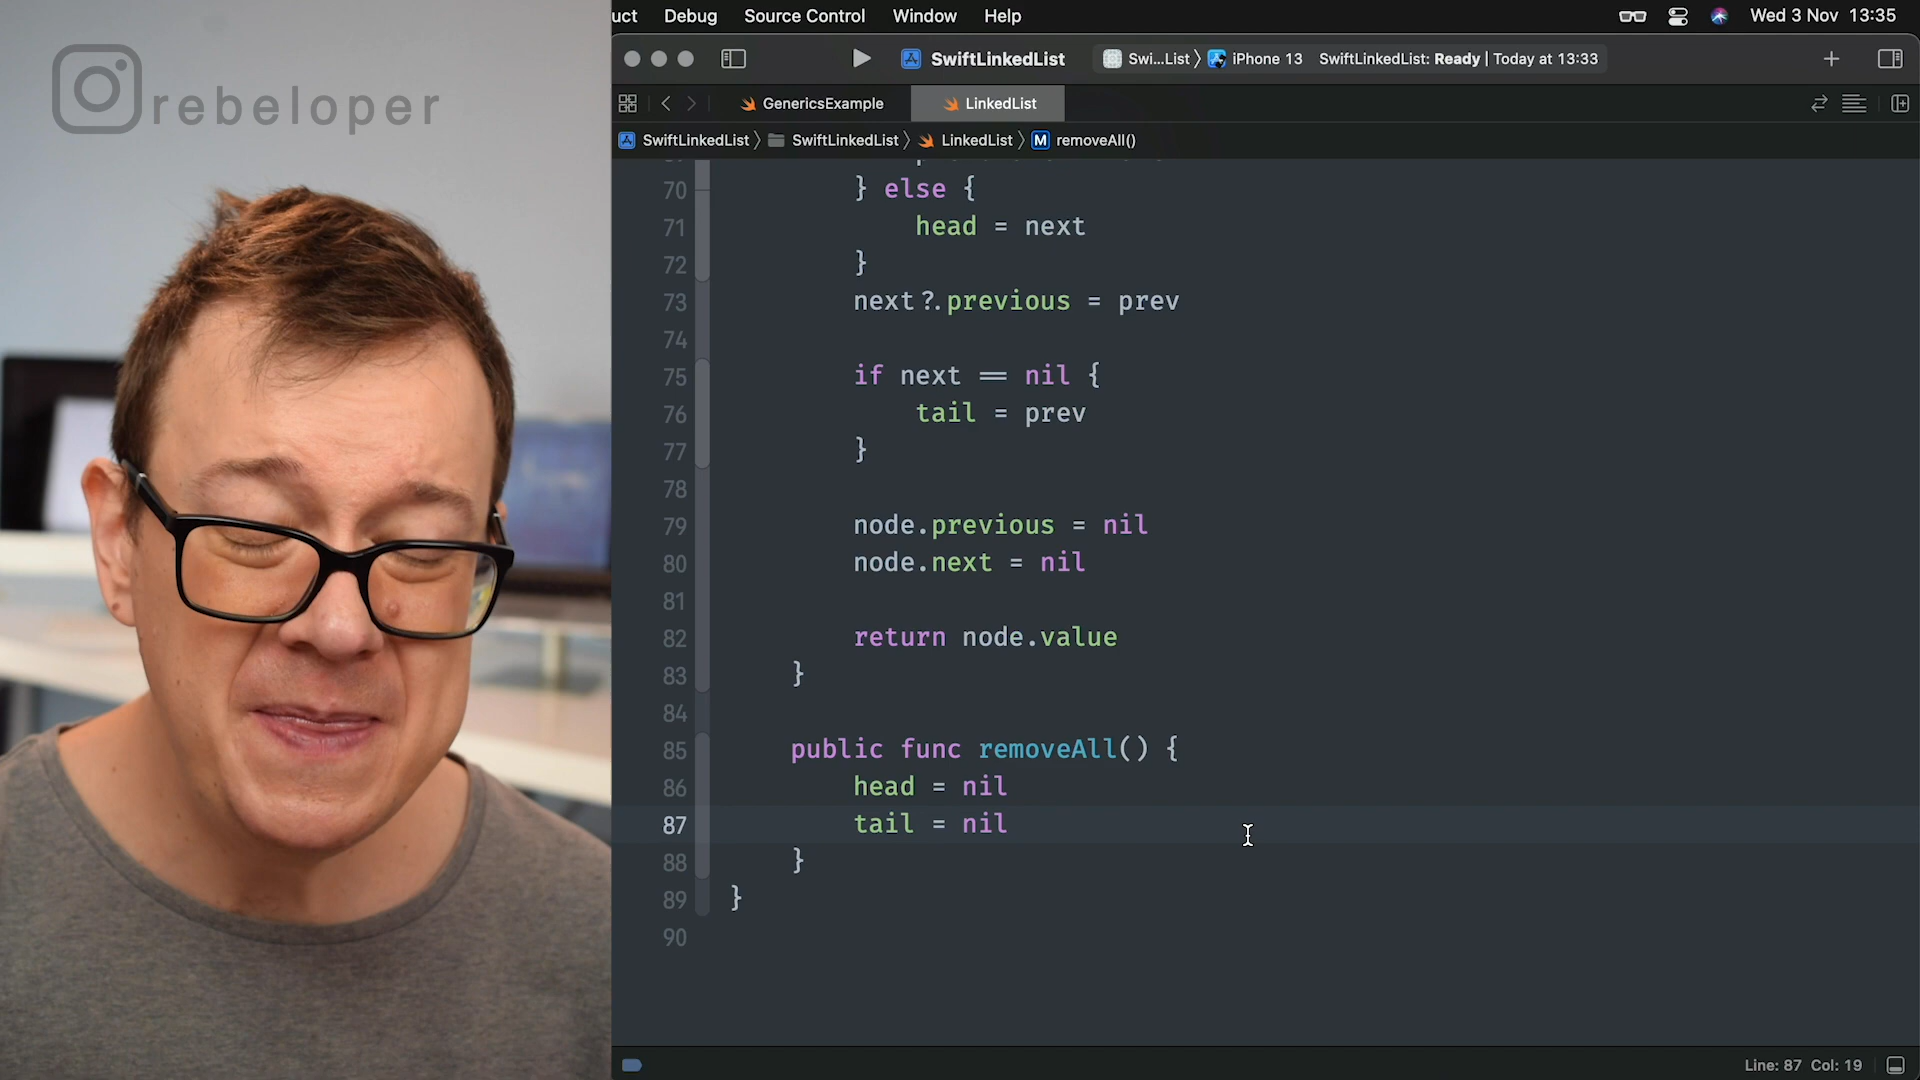 rebeloper
uct Debug Source Control Window Help Wed 3 Nov 13:35
SwiftLinkedList Swi...List iPhone 13 SwiftLinkedList: Ready | Today at 13:33
GenericsExample LinkedList
SwiftLinkedList SwiftLinkedList LinkedList M removeAll()
70 } else {
71 head = next
72 }
73 next?.previous = prev
74
75 if next == nil {
76 tail = prev
77 }
78
79 node.previous = nil
80 node.next = nil
81
82 return node.value
83 }
84
85 public func removeAll() {
86 head = nil
87 tail = nil
88 }
89 }
90
Line: 87 Col: 19